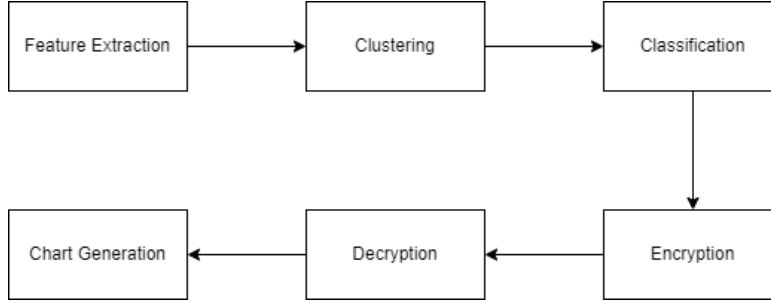 Feature Extraction
Clustering
Classification
Chart Generation
Decryption
Encryption